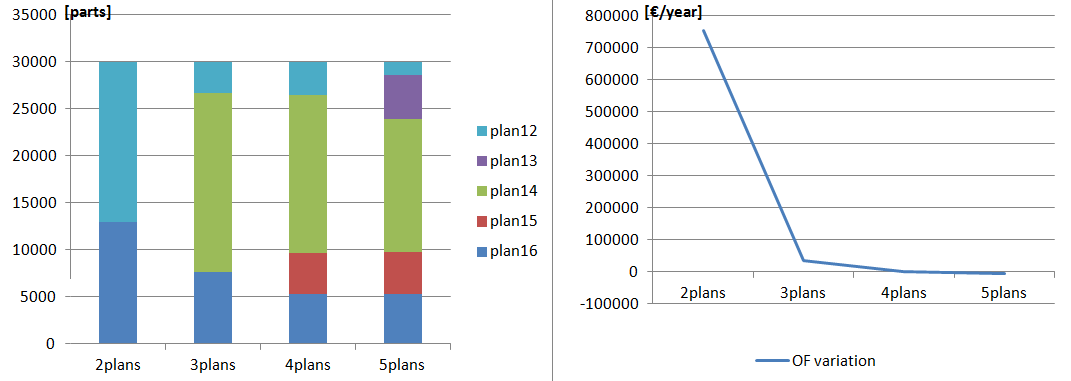 [parts]
35000
30000
25000
20000
15000
10000
5000
0
2plans 3plans 4plans 5plans
plan12
plan13
plan14
plan15
plan16
[€/year]
800000
700000
600000
500000
400000
300000
200000
100000
0
-100000
2plans 3plans 4plans 5plans
OF variation